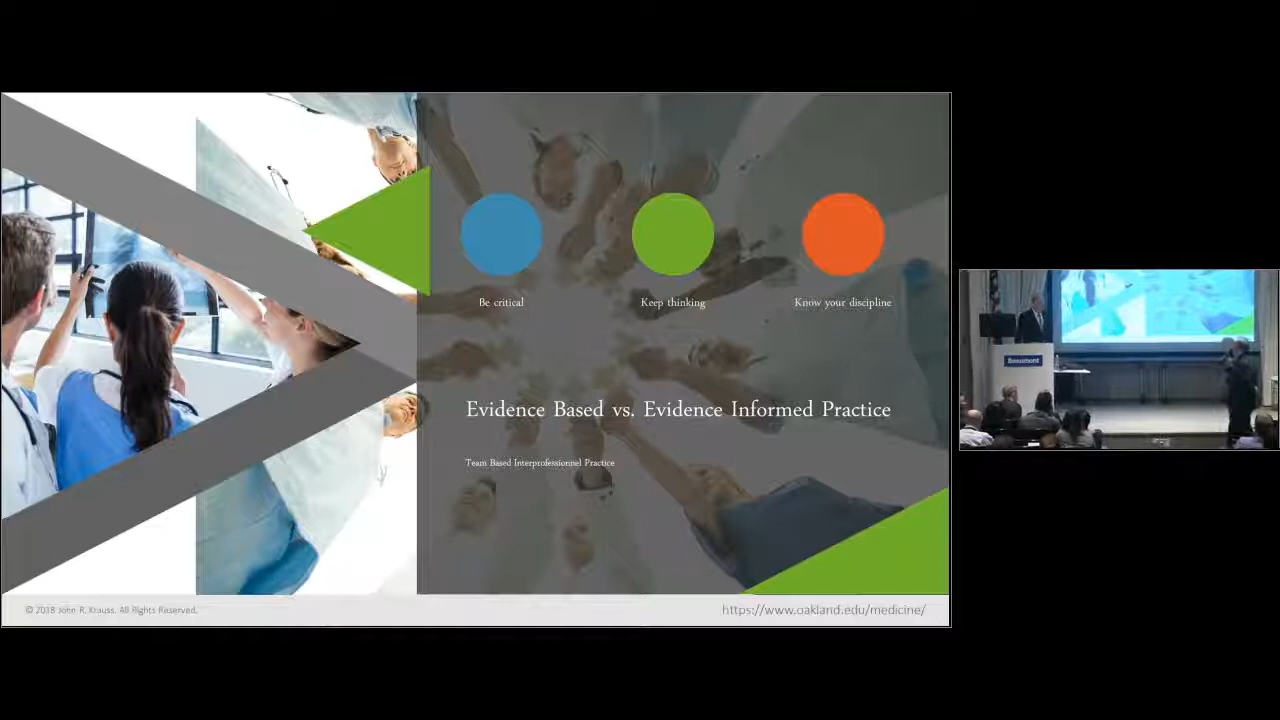 Be critical
Keep thinking
Know your discipline
Evidence Based vs. Evidence Informed Practice
Team Based Interprofessionnel Practice
© 2018 John R. Krauss. All Rights Reserved.
https://www.oakland.edu/medicine/
Beaumont